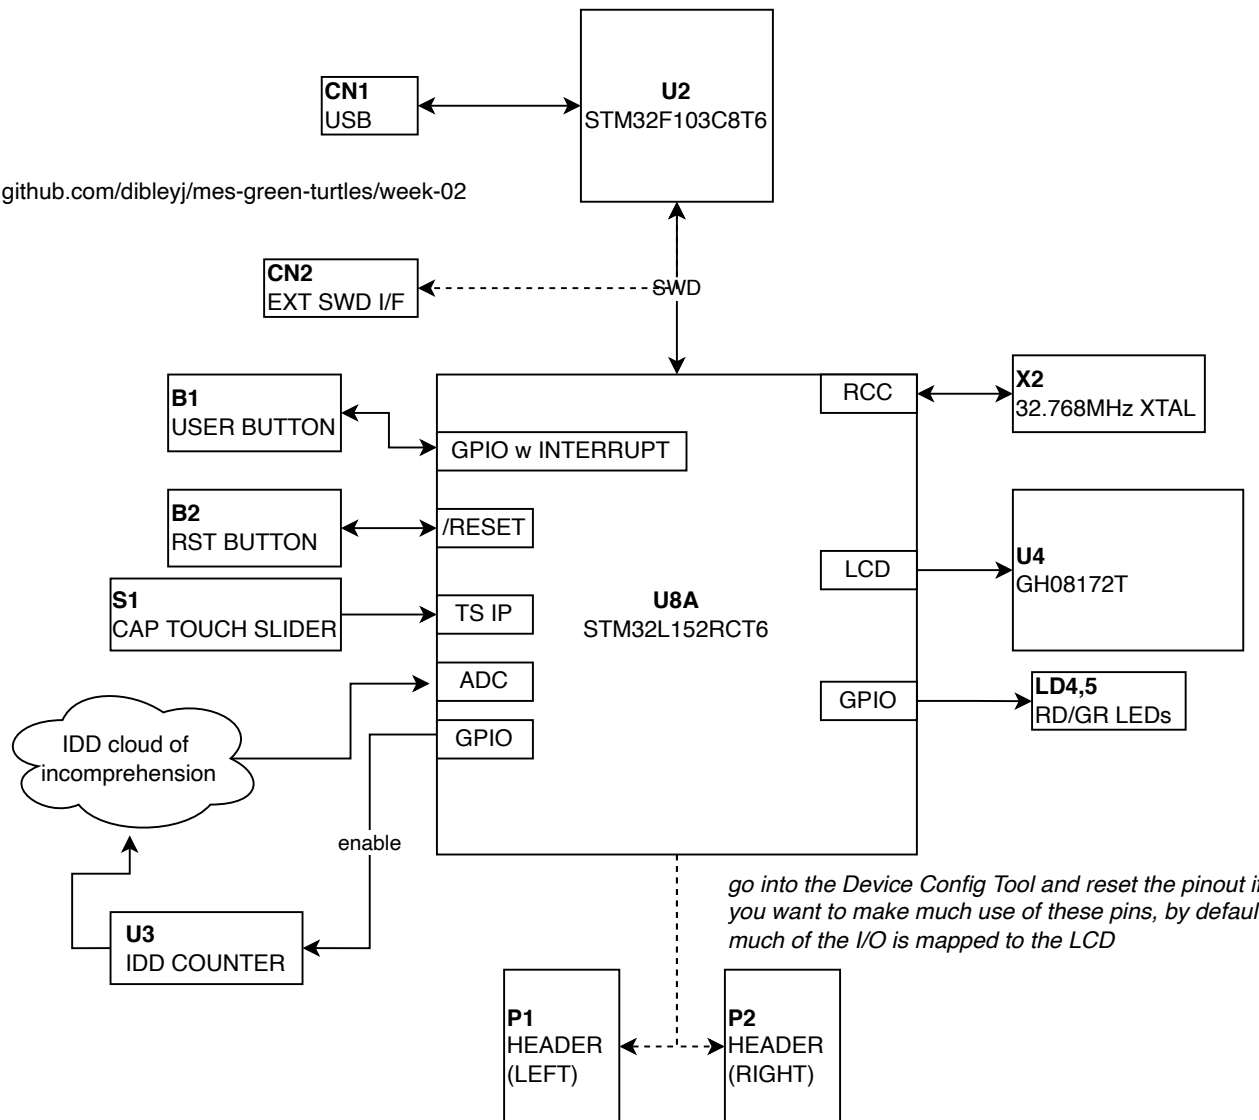 CN1
USB
U2
STM32F103C8T6
github.com/dibleyj/mes-green-turtles/week-02
CN2
EXT SWD I/F
SWD
B1
USER BUTTON
GPIO w INTERRUPT
RCC
X2
32.768MHz XTAL
B2
RST BUTTON
/RESET
LCD
U4
GH08172T
S1
CAP TOUCH SLIDER
TS IP
U8A
STM32L152RCT6
ADC
GPIO
GPIO
LD4,5
RD/GR LEDs
IDD cloud of
incomprehension
enable
U3
IDD COUNTER
go into the Device Config Tool and reset the pinout i
you want to make much use of these pins, by defaul
much of the I/O is mapped to the LCD
P1
HEADER
(LEFT)
P2
HEADER
(RIGHT)